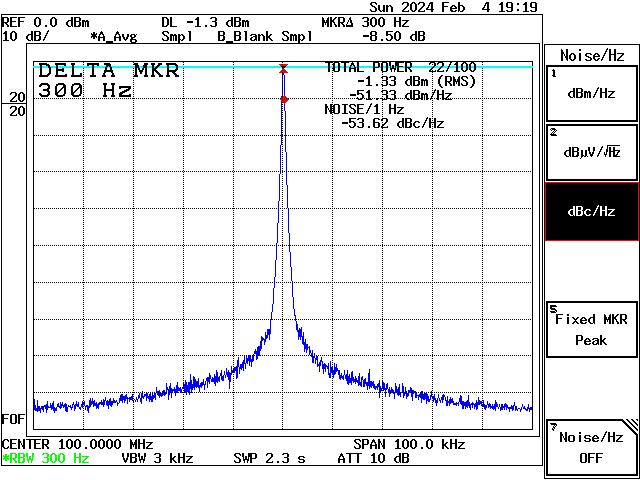 Sun 2024 Feb  4 19:19
REF 0.0 dBm DL -1.3 dBm MKRΔ 300 Hz
10 dB/ *A_Avg Smpl B_Blank Smpl -8.50 dB
DELTA MKR
300 Hz
TOTAL POWER 22/100
-1.33 dBm (RMS)
-51.33 dBm/Hz
NOISE/1 Hz
-53.62 dBc/Hz
20
20
FOF
CENTER 100.0000 MHz SPAN 100.0 kHz
*RBW 300 Hz VBW 3 kHz SWP 2.3 s ATT 10 dB
Noise/Hz
1
dBm/Hz
2
dBµV/√Hz
dBc/Hz
5
Fixed MKR
Peak
7
Noise/Hz
OFF